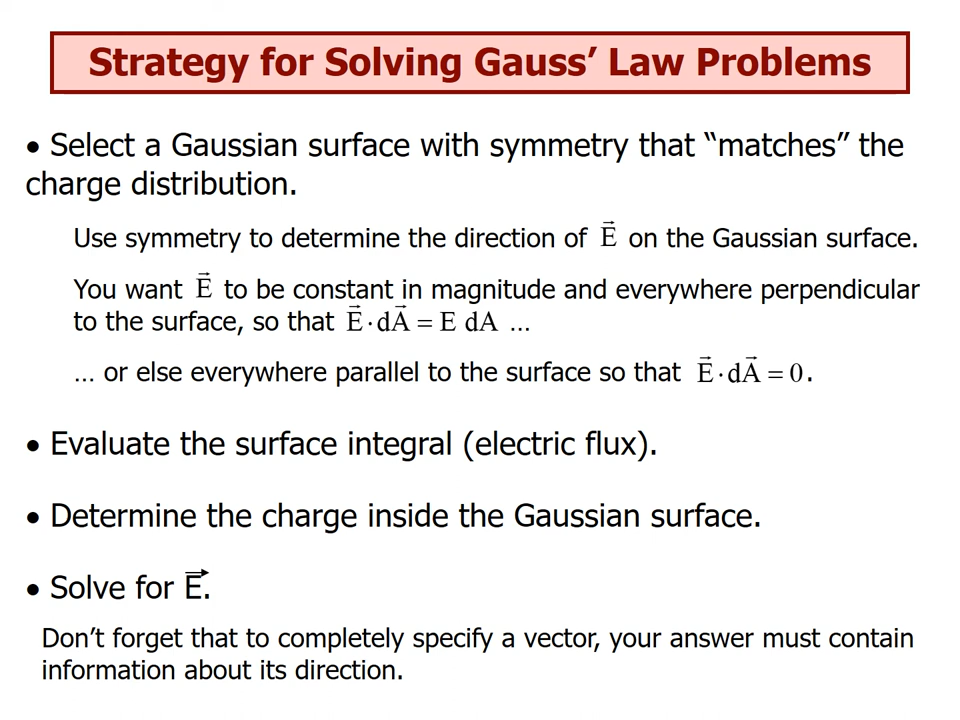 Strategy for Solving Gauss’ Law Problems
• Select a Gaussian surface with symmetry that “matches” the
charge distribution.
Use symmetry to determine the direction of E⃗ on the Gaussian surface.
You want E⃗ to be constant in magnitude and everywhere perpendicular
to the surface, so that E⃗ · dA⃗ = E dA …
… or else everywhere parallel to the surface so that E⃗ · dA⃗ = 0 .
• Evaluate the surface integral (electric flux).
• Determine the charge inside the Gaussian surface.
• Solve for E⃗.
Don’t forget that to completely specify a vector, your answer must contain
information about its direction.